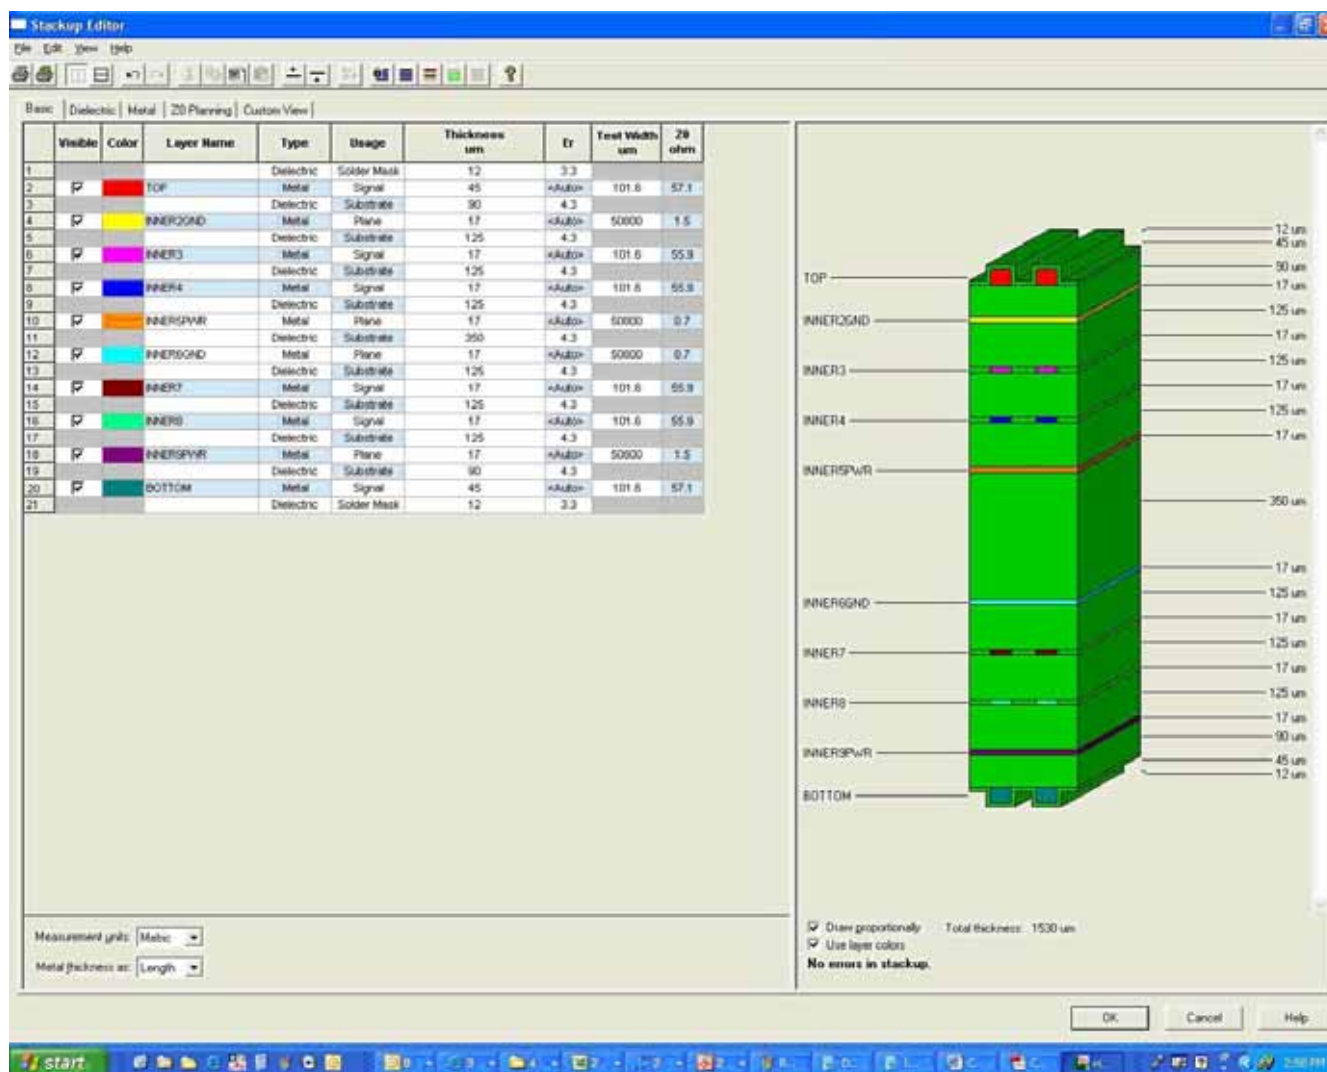 Stackup Editor
File Edit View Help
Basic Dielectric Metal Z0 Planning Custom View
Visible Color Layer Name Type Usage Thickness um Er Test Width um Z0 ohm
1 Dielectric Solder Mask 12 3.3
2 TOP Metal Signal 45 <Auto> 101.6 57.1
3 Dielectric Substrate 90 4.3
4 INNER2GND Metal Plane 17 <Auto> 50800 1.5
5 Dielectric Substrate 125 4.3
6 INNER3 Metal Signal 17 <Auto> 101.6 55.9
7 Dielectric Substrate 125 4.3
8 INNER4 Metal Signal 17 <Auto> 101.6 55.9
9 Dielectric Substrate 125 4.3
10 INNER5PWR Metal Plane 17 <Auto> 50800 0.7
11 Dielectric Substrate 350 4.3
12 INNER6GND Metal Plane 17 <Auto> 50800 0.7
13 Dielectric Substrate 125 4.3
14 INNER7 Metal Signal 17 <Auto> 101.6 55.9
15 Dielectric Substrate 125 4.3
16 INNER8 Metal Signal 17 <Auto> 101.6 55.9
17 Dielectric Substrate 125 4.3
18 INNER9PWR Metal Plane 17 <Auto> 50800 1.5
19 Dielectric Substrate 90 4.3
20 BOTTOM Metal Signal 45 <Auto> 101.6 57.1
21 Dielectric Solder Mask 12 3.3
12 um
45 um
90 um
TOP
17 um
125 um
INNER2GND
17 um
125 um
INNER3
17 um
125 um
INNER4
17 um
INNER5PWR
350 um
17 um
125 um
INNER6GND
17 um
125 um
INNER7
17 um
125 um
INNER8
17 um
90 um
INNER9PWR
45 um
12 um
BOTTOM
Draw proportionally Total thickness: 1530 um
Use layer colors
No errors in stackup.
Measurement units: Metric
Metal thickness as: Length
OK Cancel Help
start
2:58 PM